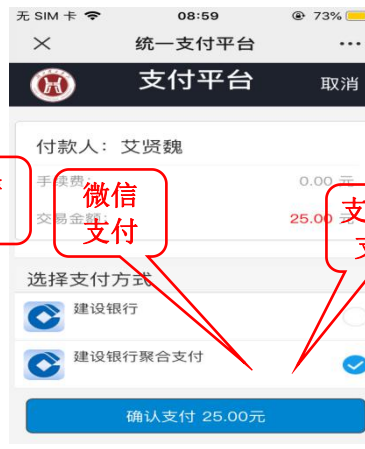 无 SIM 卡 08:59 73%
统一支付平台
支付平台 取消
付款人：艾贤魏
手续费: 0.00 元
交易金额: 25.00 元
微信
支付
支
支
选择支付方式
建设银行
建设银行聚合支付
确认支付 25.00元